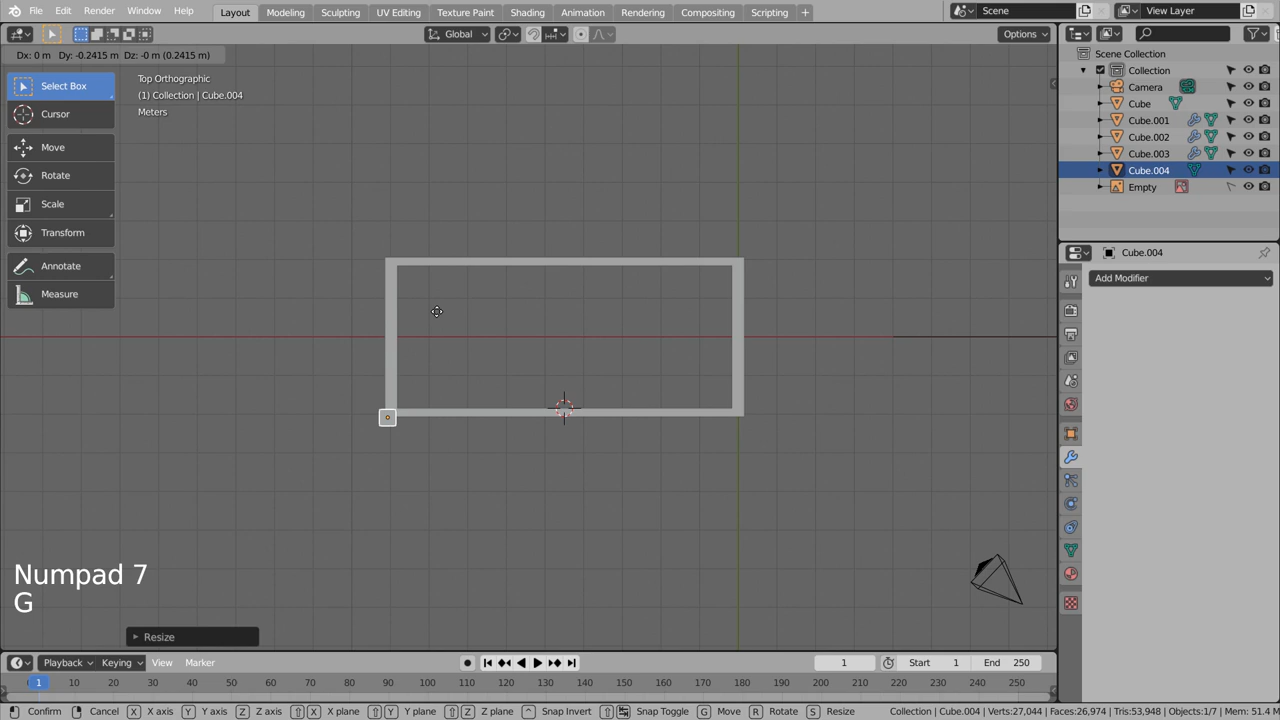 File Edit Render Window Help Layout Modeling Sculpting UV Editing Texture Paint Shading Animation Rendering Compositing Scripting + Scene View Layer
Global Options
Dx: 0 m Dy: -0.2415 m Dz: -0 m (0.2415 m)
Scene Collection
Collection
Camera
Cube
Cube.001
Cube.002
Cube.003
Cube.004
Empty
Select Box
Cursor
Move
Rotate
Scale
Transform
Annotate
Measure
Top Orthographic
(1) Collection | Cube.004
Meters
Cube.004
Add Modifier
Numpad 7
G
Resize
Playback Keying View Marker 1 Start 1 End 250
1 10 20 30 40 50 60 70 80 90 100 110 120 130 140 150 160 170 180 190 200 210 220 230 240 250
Confirm Cancel X X axis Y Y axis Z Z axis X X plane Y Y plane Z Z plane Snap Invert Snap Toggle G Move R Rotate S Resize Collection | Cube.004 | Verts:27,044 | Faces:26,974 | Tris:53,948 | Objects:1/7 | Mem: 51.4 M